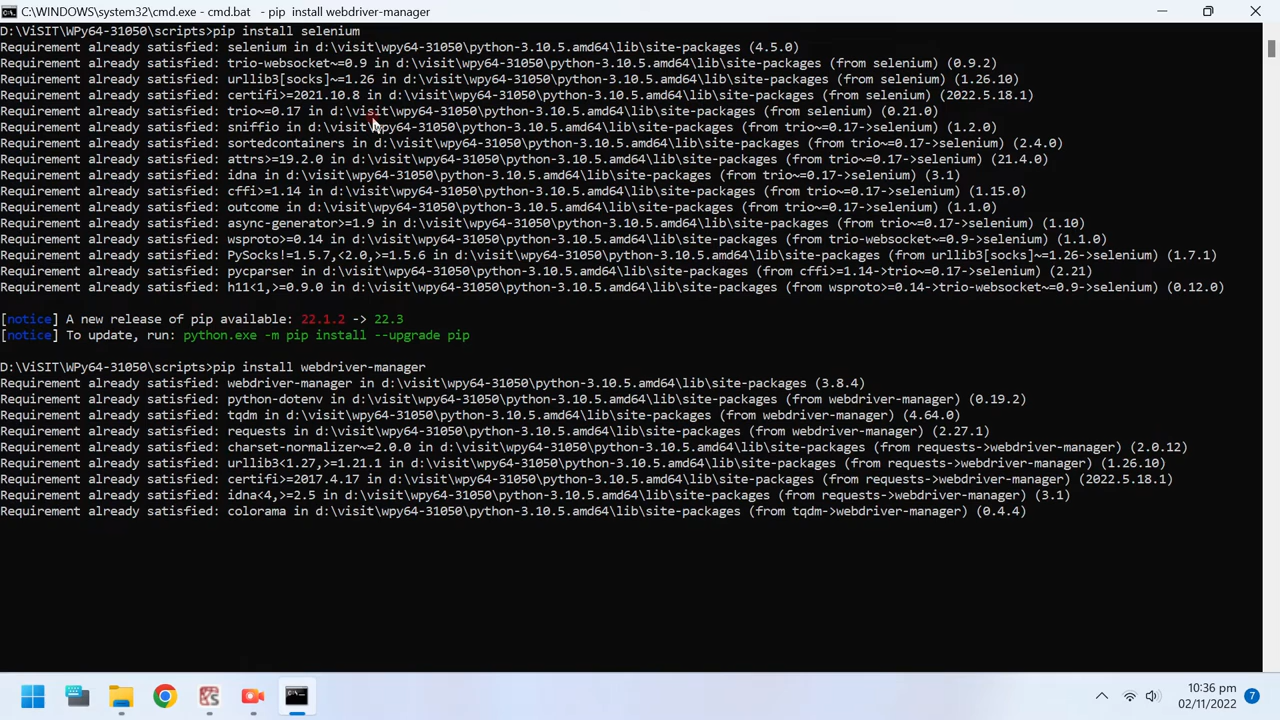 C:\WINDOWS\system32\cmd.exe - cmd.bat - pip install webdriver-manager
D:\ViSIT\WPy64-31050\scripts>pip install selenium
Requirement already satisfied: selenium in d:\visit\wpy64-31050\python-3.10.5.amd64\lib\site-packages (4.5.0)
Requirement already satisfied: trio-websocket~=0.9 in d:\visit\wpy64-31050\python-3.10.5.amd64\lib\site-packages (from selenium) (0.9.2)
Requirement already satisfied: urllib3[socks]~=1.26 in d:\visit\wpy64-31050\python-3.10.5.amd64\lib\site-packages (from selenium) (1.26.10)
Requirement already satisfied: certifi>=2021.10.8 in d:\visit\wpy64-31050\python-3.10.5.amd64\lib\site-packages (from selenium) (2022.5.18.1)
Requirement already satisfied: trio~=0.17 in d:\visit\wpy64-31050\python-3.10.5.amd64\lib\site-packages (from selenium) (0.21.0)
Requirement already satisfied: sniffio in d:\visit\wpy64-31050\python-3.10.5.amd64\lib\site-packages (from trio~=0.17->selenium) (1.2.0)
Requirement already satisfied: sortedcontainers in d:\visit\wpy64-31050\python-3.10.5.amd64\lib\site-packages (from trio~=0.17->selenium) (2.4.0)
Requirement already satisfied: attrs>=19.2.0 in d:\visit\wpy64-31050\python-3.10.5.amd64\lib\site-packages (from trio~=0.17->selenium) (21.4.0)
Requirement already satisfied: idna in d:\visit\wpy64-31050\python-3.10.5.amd64\lib\site-packages (from trio~=0.17->selenium) (3.1)
Requirement already satisfied: cffi>=1.14 in d:\visit\wpy64-31050\python-3.10.5.amd64\lib\site-packages (from trio~=0.17->selenium) (1.15.0)
Requirement already satisfied: outcome in d:\visit\wpy64-31050\python-3.10.5.amd64\lib\site-packages (from trio~=0.17->selenium) (1.1.0)
Requirement already satisfied: async-generator>=1.9 in d:\visit\wpy64-31050\python-3.10.5.amd64\lib\site-packages (from trio~=0.17->selenium) (1.10)
Requirement already satisfied: wsproto>=0.14 in d:\visit\wpy64-31050\python-3.10.5.amd64\lib\site-packages (from trio-websocket~=0.9->selenium) (1.1.0)
Requirement already satisfied: PySocks!=1.5.7,<2.0,>=1.5.6 in d:\visit\wpy64-31050\python-3.10.5.amd64\lib\site-packages (from urllib3[socks]~=1.26->selenium) (1.7.1)
Requirement already satisfied: pycparser in d:\visit\wpy64-31050\python-3.10.5.amd64\lib\site-packages (from cffi>=1.14->trio~=0.17->selenium) (2.21)
Requirement already satisfied: h11<1,>=0.9.0 in d:\visit\wpy64-31050\python-3.10.5.amd64\lib\site-packages (from wsproto>=0.14->trio-websocket~=0.9->selenium) (0.12.0)
[notice] A new release of pip available: 22.1.2 -> 22.3
[notice] To update, run: python.exe -m pip install --upgrade pip
D:\ViSIT\WPy64-31050\scripts>pip install webdriver-manager
Requirement already satisfied: webdriver-manager in d:\visit\wpy64-31050\python-3.10.5.amd64\lib\site-packages (3.8.4)
Requirement already satisfied: python-dotenv in d:\visit\wpy64-31050\python-3.10.5.amd64\lib\site-packages (from webdriver-manager) (0.19.2)
Requirement already satisfied: tqdm in d:\visit\wpy64-31050\python-3.10.5.amd64\lib\site-packages (from webdriver-manager) (4.64.0)
Requirement already satisfied: requests in d:\visit\wpy64-31050\python-3.10.5.amd64\lib\site-packages (from webdriver-manager) (2.27.1)
Requirement already satisfied: charset-normalizer~=2.0.0 in d:\visit\wpy64-31050\python-3.10.5.amd64\lib\site-packages (from requests->webdriver-manager) (2.0.12)
Requirement already satisfied: urllib3<1.27,>=1.21.1 in d:\visit\wpy64-31050\python-3.10.5.amd64\lib\site-packages (from requests->webdriver-manager) (1.26.10)
Requirement already satisfied: certifi>=2017.4.17 in d:\visit\wpy64-31050\python-3.10.5.amd64\lib\site-packages (from requests->webdriver-manager) (2022.5.18.1)
Requirement already satisfied: idna<4,>=2.5 in d:\visit\wpy64-31050\python-3.10.5.amd64\lib\site-packages (from requests->webdriver-manager) (3.1)
Requirement already satisfied: colorama in d:\visit\wpy64-31050\python-3.10.5.amd64\lib\site-packages (from tqdm->webdriver-manager) (0.4.4)
10:36 pm
02/11/2022
7